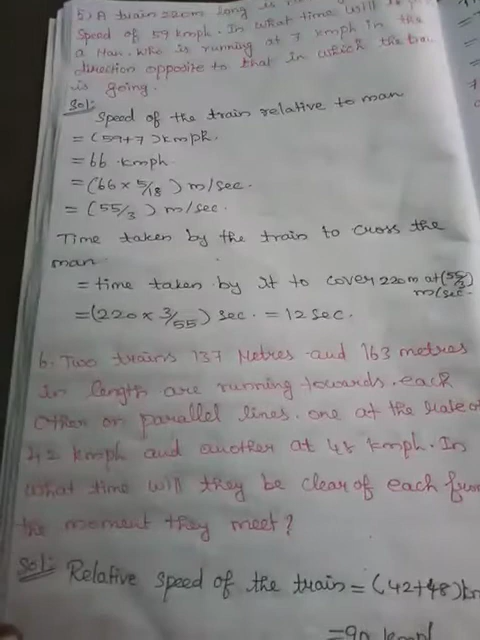 5) A train 220m long is
Speed of 59 kmph. In what time will
a Man. who is running at 7 kmph in the
direction opposite to that in which the
is going.
Sol:
Speed of the train relative to man
= (59+7) kmph.
= 66 kmph.
= (66 x 5/18) m/sec.
= (55/3) m/sec.
Time taken by the train to cross the
man
= time taken by it to cover 220m at (55/3)
m/sec.
= (220 x 3/55) sec. = 12 sec.
6. Two trains 137 Metres and 163 metres
in length are running towards each
other on parallel lines. one at the rate of
42 kmph and another at 48 kmph. In
what time will they be clear of each from
the moment they meet?
Sol: Relative speed of the train = (42+48)
= 90 kmph